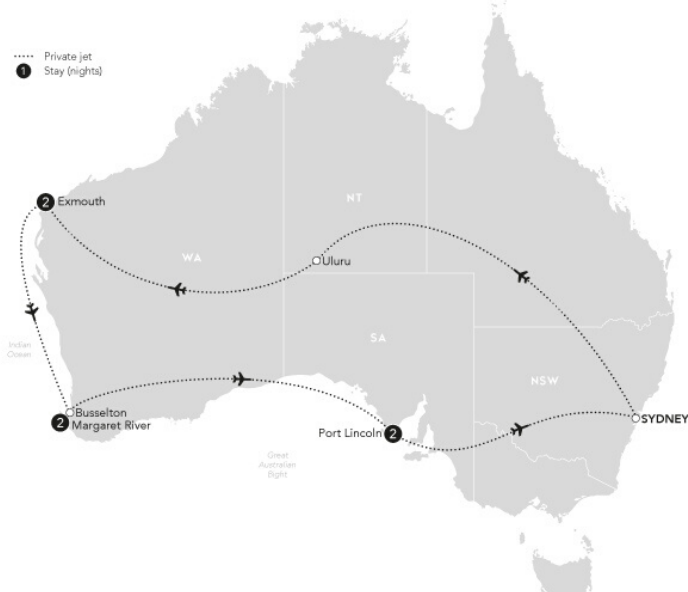 Private jet
1 Stay (nights)
NT
2 Exmouth
WA
Uluru
SA
Indian
Ocean
NSW
Busselton
2 Margaret River
Port Lincoln 2
SYDNEY
Great
Australian
Bight